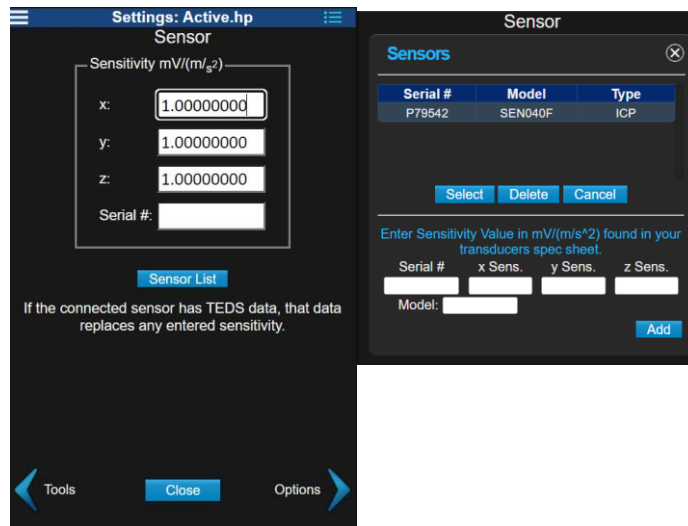 Settings: Active.hp
Sensor
Sensitivity mV/(m/s²)
x: 1.00000000
y: 1.00000000
z: 1.00000000
Serial #:
Sensor List
If the connected sensor has TEDS data, that data
replaces any entered sensitivity.
Tools Close Options
Sensor
Sensors
Serial # Model Type
P79542 SEN040F ICP
Select Delete Cancel
Enter Sensitivity Value in mV/(m/s^2) found in your
transducers spec sheet.
Serial # x Sens. y Sens. z Sens.
Model:
Add